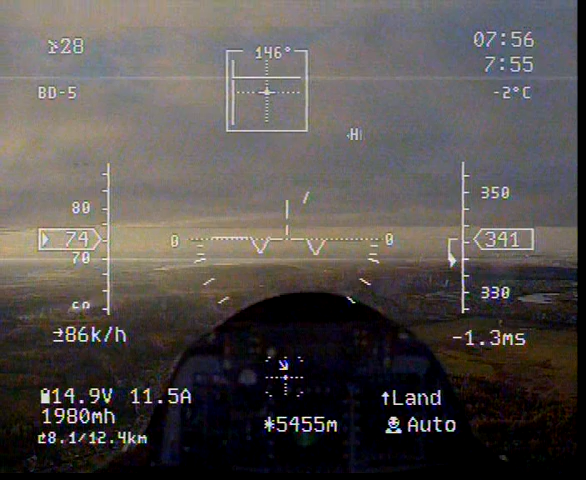 28
146°
07:56
7:55
BD-5
-2°C
H
80
74
70
60
0 0
350
341
330
±86k/h
-1.3ms
14.9V 11.5A
1980mh
8.1/12.4km
5455m
↑Land
Auto